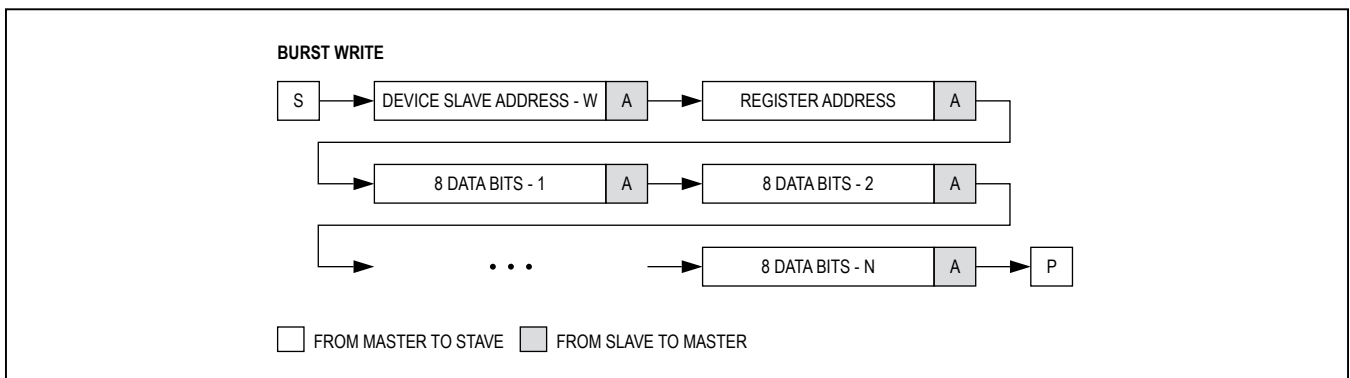 BURST WRITE
S DEVICE SLAVE ADDRESS - W A REGISTER ADDRESS A
8 DATA BITS - 1 A 8 DATA BITS - 2 A
• • • 8 DATA BITS - N A P
FROM MASTER TO STAVE FROM SLAVE TO MASTER